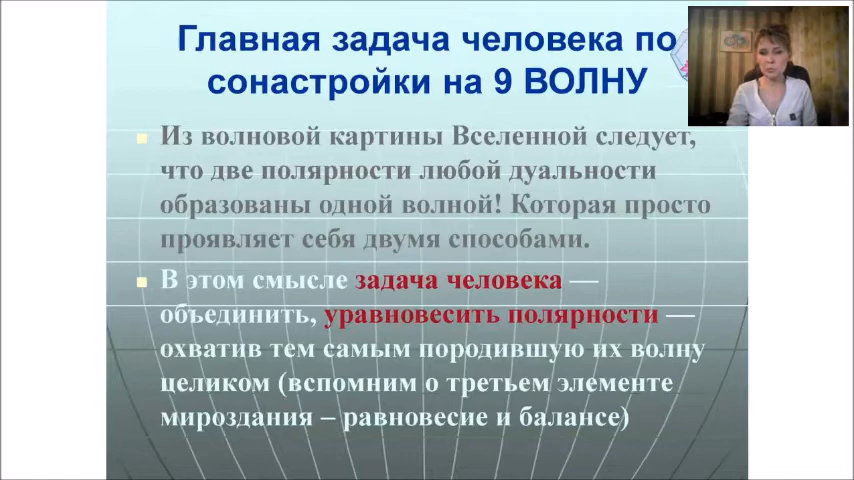 Главная задача человека по
сонастройки на 9 ВОЛНУ
Из волновой картины Вселенной следует,
что две полярности любой дуальности
образованы одной волной! Которая просто
проявляет себя двумя способами.
В этом смысле задача человека —
объединить, уравновесить полярности —
охватив тем самым породившую их волну
целиком (вспомним о третьем элементе
мироздания – равновесие и балансе)